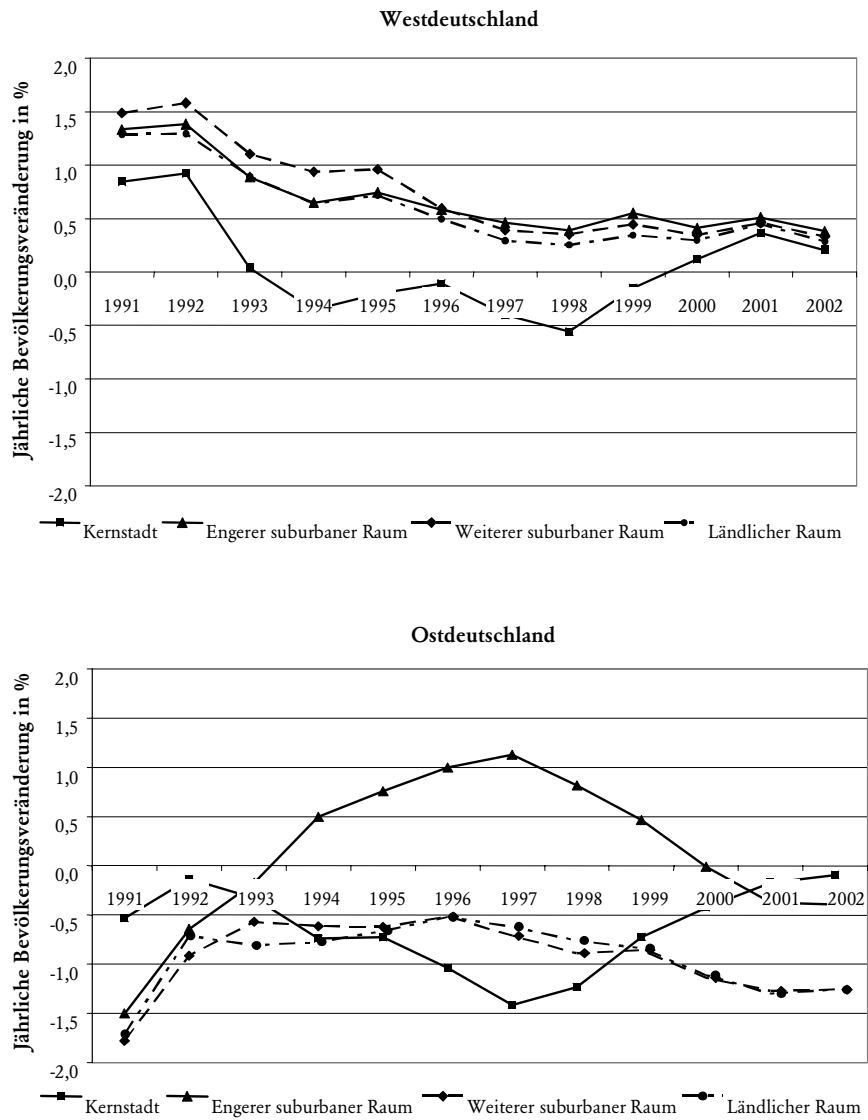 Westdeutschland
Jährliche Bevölkerungsveränderung in %
2,0
1,5
1,0
0,5
0,0
-0,5
-1,0
-1,5
-2,0
1991 1992 1993 1994 1995 1996 1997 1998 1999 2000 2001 2002
Kernstadt Engerer suburbaner Raum Weiterer suburbaner Raum Ländlicher Raum
Ostdeutschland
Jährliche Bevölkerungsveränderung in %
2,0
1,5
1,0
0,5
0,0
-0,5
-1,0
-1,5
-2,0
1991 1992 1993 1994 1995 1996 1997 1998 1999 2000 2001 2002
Kernstadt Engerer suburbaner Raum Weiterer suburbaner Raum Ländlicher Raum